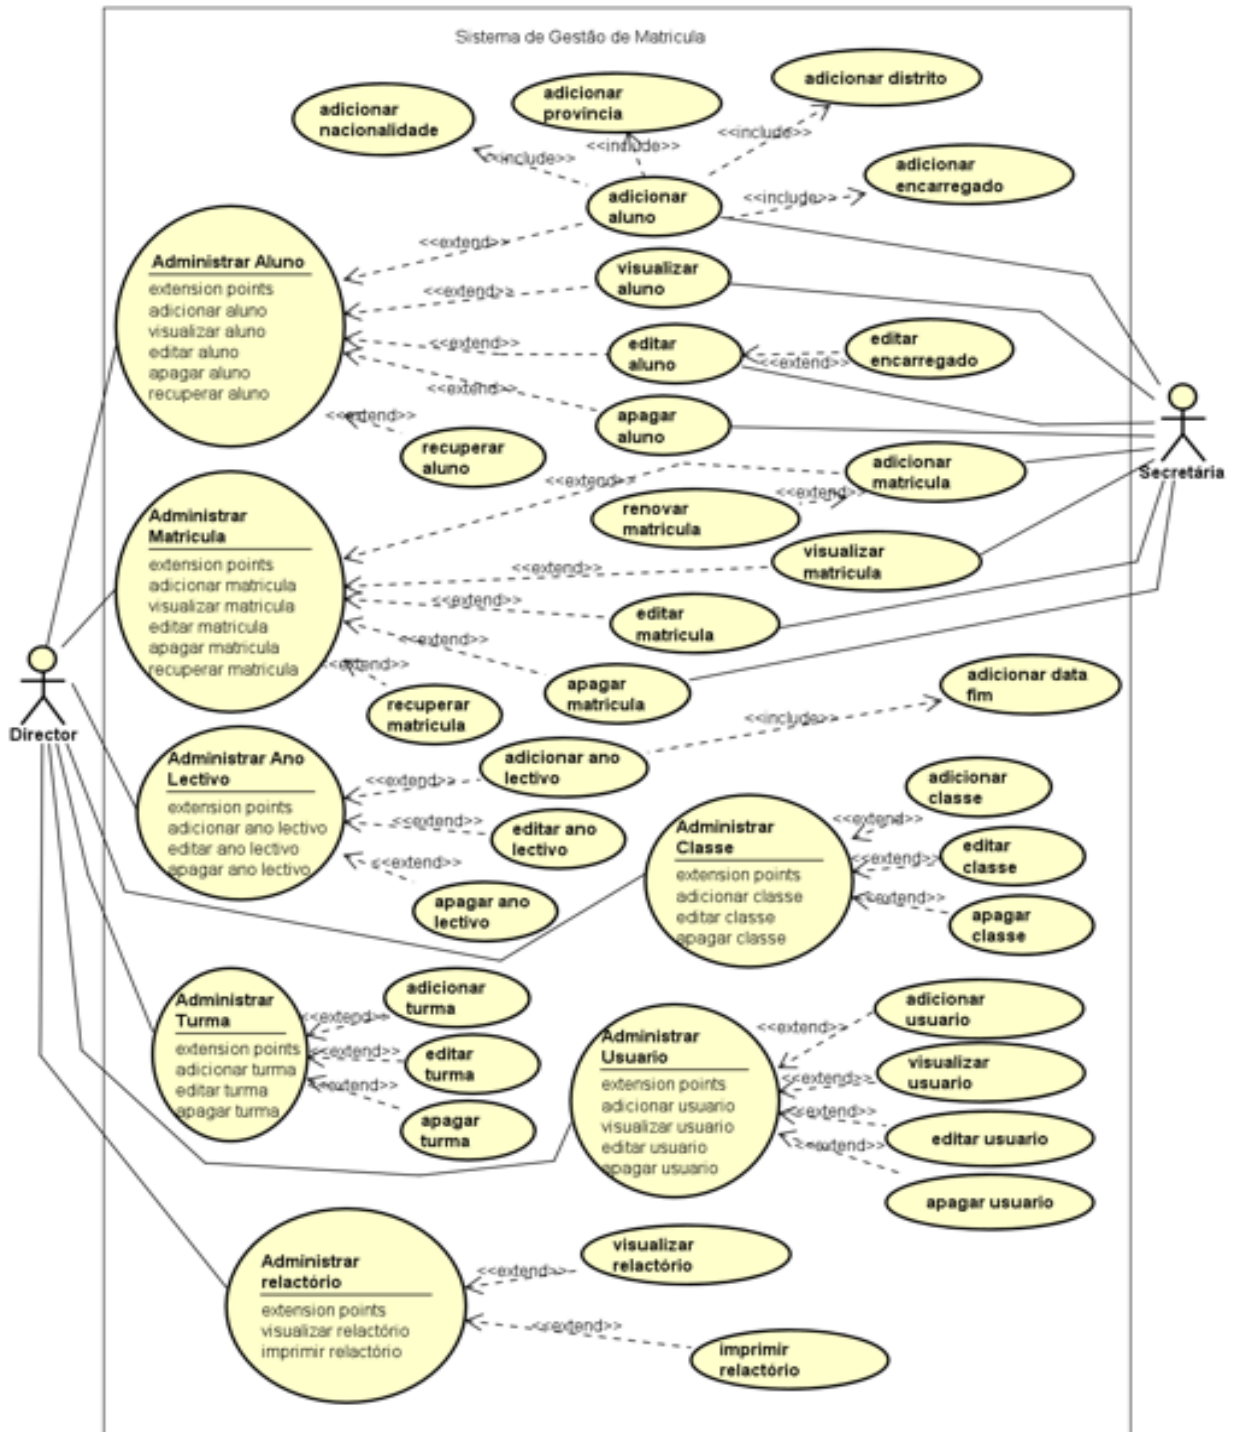 Sistema de Gestão de Matricula
adicionar distrito
adicionar
província
adicionar
nacionalidade
<<include>>
<<include>>
<<include>>
adicionar
encarregado
<<include>>
adicionar
aluno
<<extend>>
Administrar Aluno
extension points
adicionar aluno
visualizar aluno
editar aluno
apagar aluno
recuperar aluno
visualizar
aluno
<<extend>>
editar
aluno
<<extend>>
editar
encarregado
<<extend>>
apagar
aluno
<<extend>>
recuperar
aluno
<<extend>>
Secretária
adicionar
matricula
<<extend>>
renovar
matricula
<<extend>>
Administrar
Matricula
extension points
adicionar matricula
visualizar matricula
editar matricula
apagar matricula
recuperar matricula
visualizar
matricula
<<extend>>
editar
matricula
<<extend>>
apagar
matricula
<<extend>>
recuperar
matricula
<<extend>>
Director
adicionar data
fim
<<include>>
Administrar Ano
Lectivo
extension points
adicionar ano lectivo
editar ano lectivo
apagar ano lectivo
adicionar ano
lectivo
<<extend>>
editar ano
lectivo
<<extend>>
apagar ano
lectivo
<<extend>>
Administrar
Classe
extension points
adicionar classe
editar classe
apagar classe
adicionar
classe
<<extend>>
editar
classe
<<extend>>
apagar
classe
<<extend>>
Administrar
Turma
extension points
adicionar turma
editar turma
apagar turma
adicionar
turma
<<extend>>
editar
turma
<<extend>>
apagar
turma
<<extend>>
Administrar
Usuario
extension points
adicionar usuario
visualizar usuario
editar usuario
apagar usuario
adicionar
usuario
<<extend>>
visualizar
usuario
<<extend>>
editar usuario
<<extend>>
apagar usuario
<<extend>>
Administrar
relactório
extension points
visualizar relactório
imprimir relactório
visualizar
relactório
<<extend>>
imprimir
relactório
<<extend>>